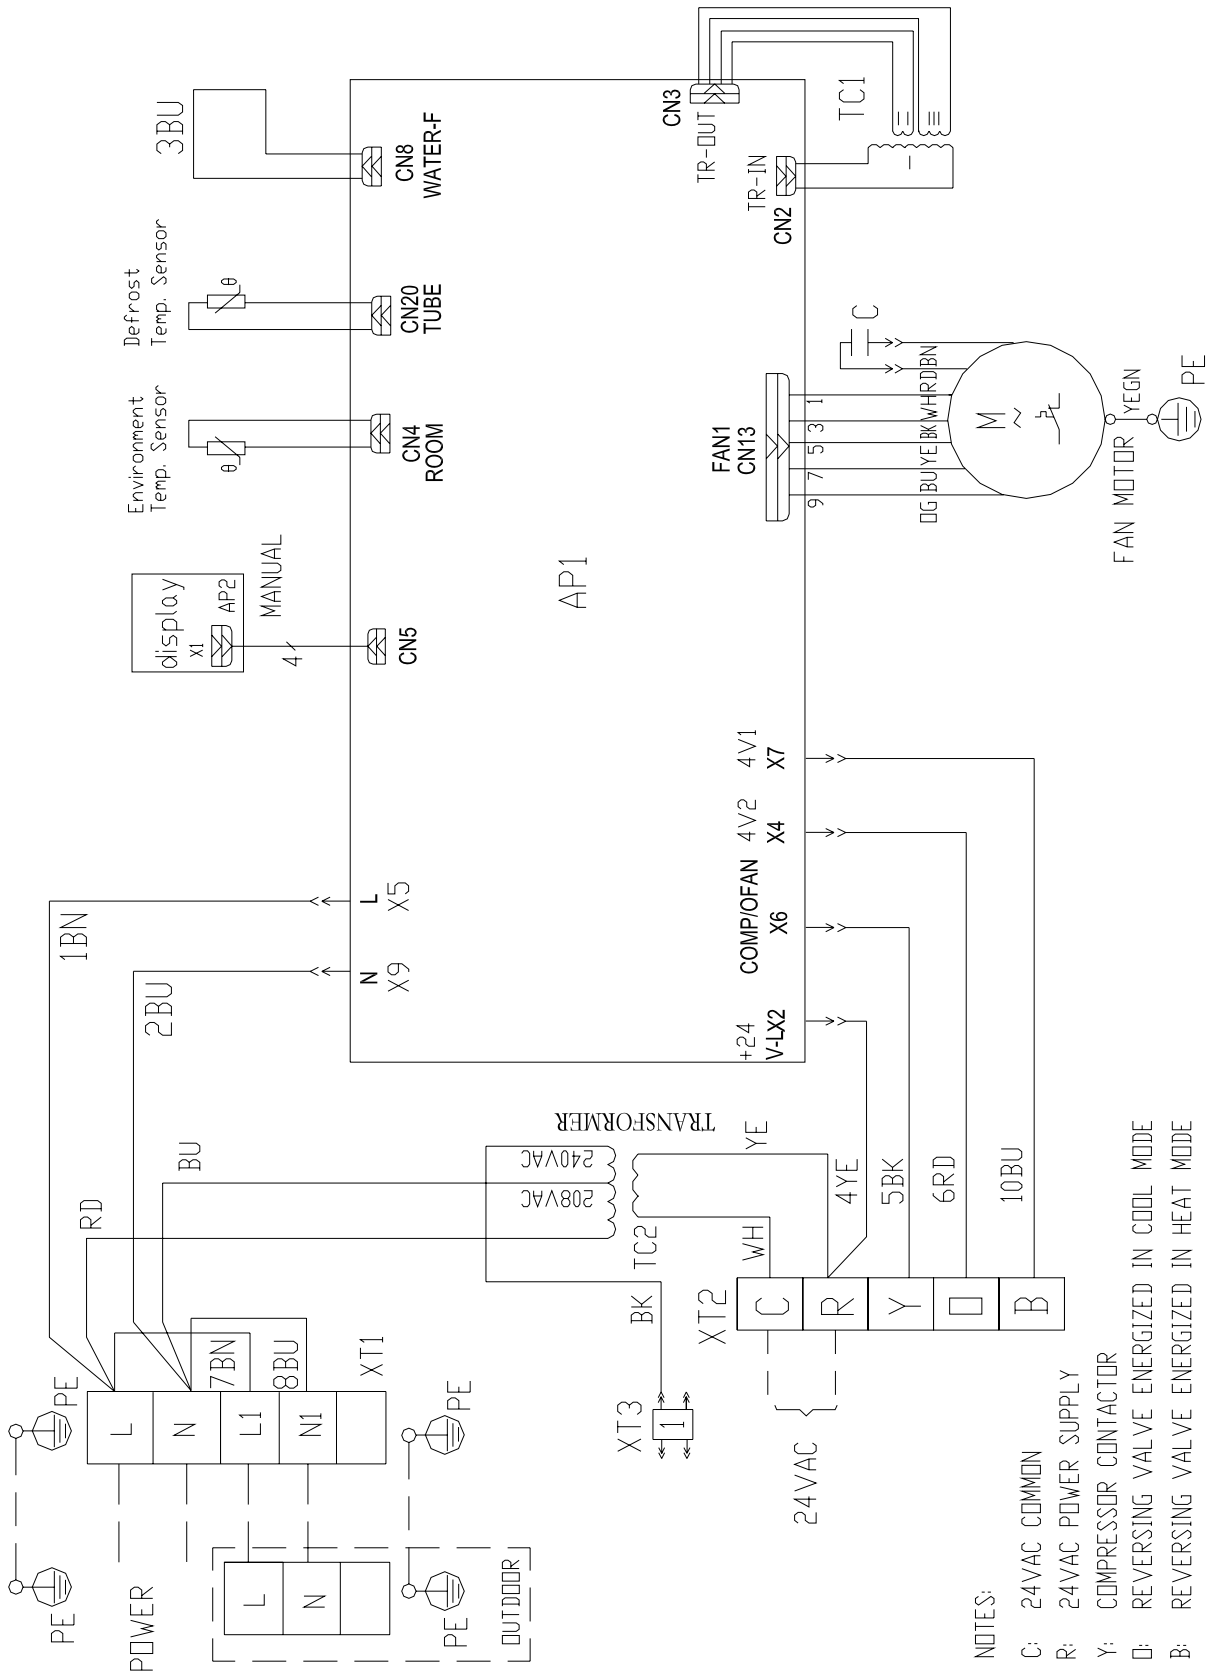 3BU
CN8
WATER-F
Defrost
Temp. Sensor
θ
CN20
TUBE
Environment
Temp. Sensor
θ
CN4
ROOM
display
X1
AP2
MANUAL
4
CN5
1BN
L
X5
2BU
N
X9
AP1
CN3
TR-OUT
TR-IN
CN2
TC1
I
II
III
FAN1
CN13
9 7 5 3 1
OG BU YE BK WH RD BN
C
M
~
FAN MOTOR
YEGN
PE
4V1
X7
4V2
X4
COMP/OFAN
X6
+24
V-LX2
RD
BU
TRANSFORMER
208VAC
240VAC
TC2
WH
YE
BK
4YE
5BK
6RD
10BU
PE
PE
POWER
L
N
L1
N1
XT1
7BN
8BU
L
N
OUTDOOR
PE
PE
XT3
1
XT2
C
R
Y
O
B
24VAC
NOTES:
C: 24VAC COMMON
R: 24VAC POWER SUPPLY
Y: COMPRESSOR CONTACTOR
O: REVERSING VALVE ENERGIZED IN COOL MODE
B: REVERSING VALVE ENERGIZED IN HEAT MODE